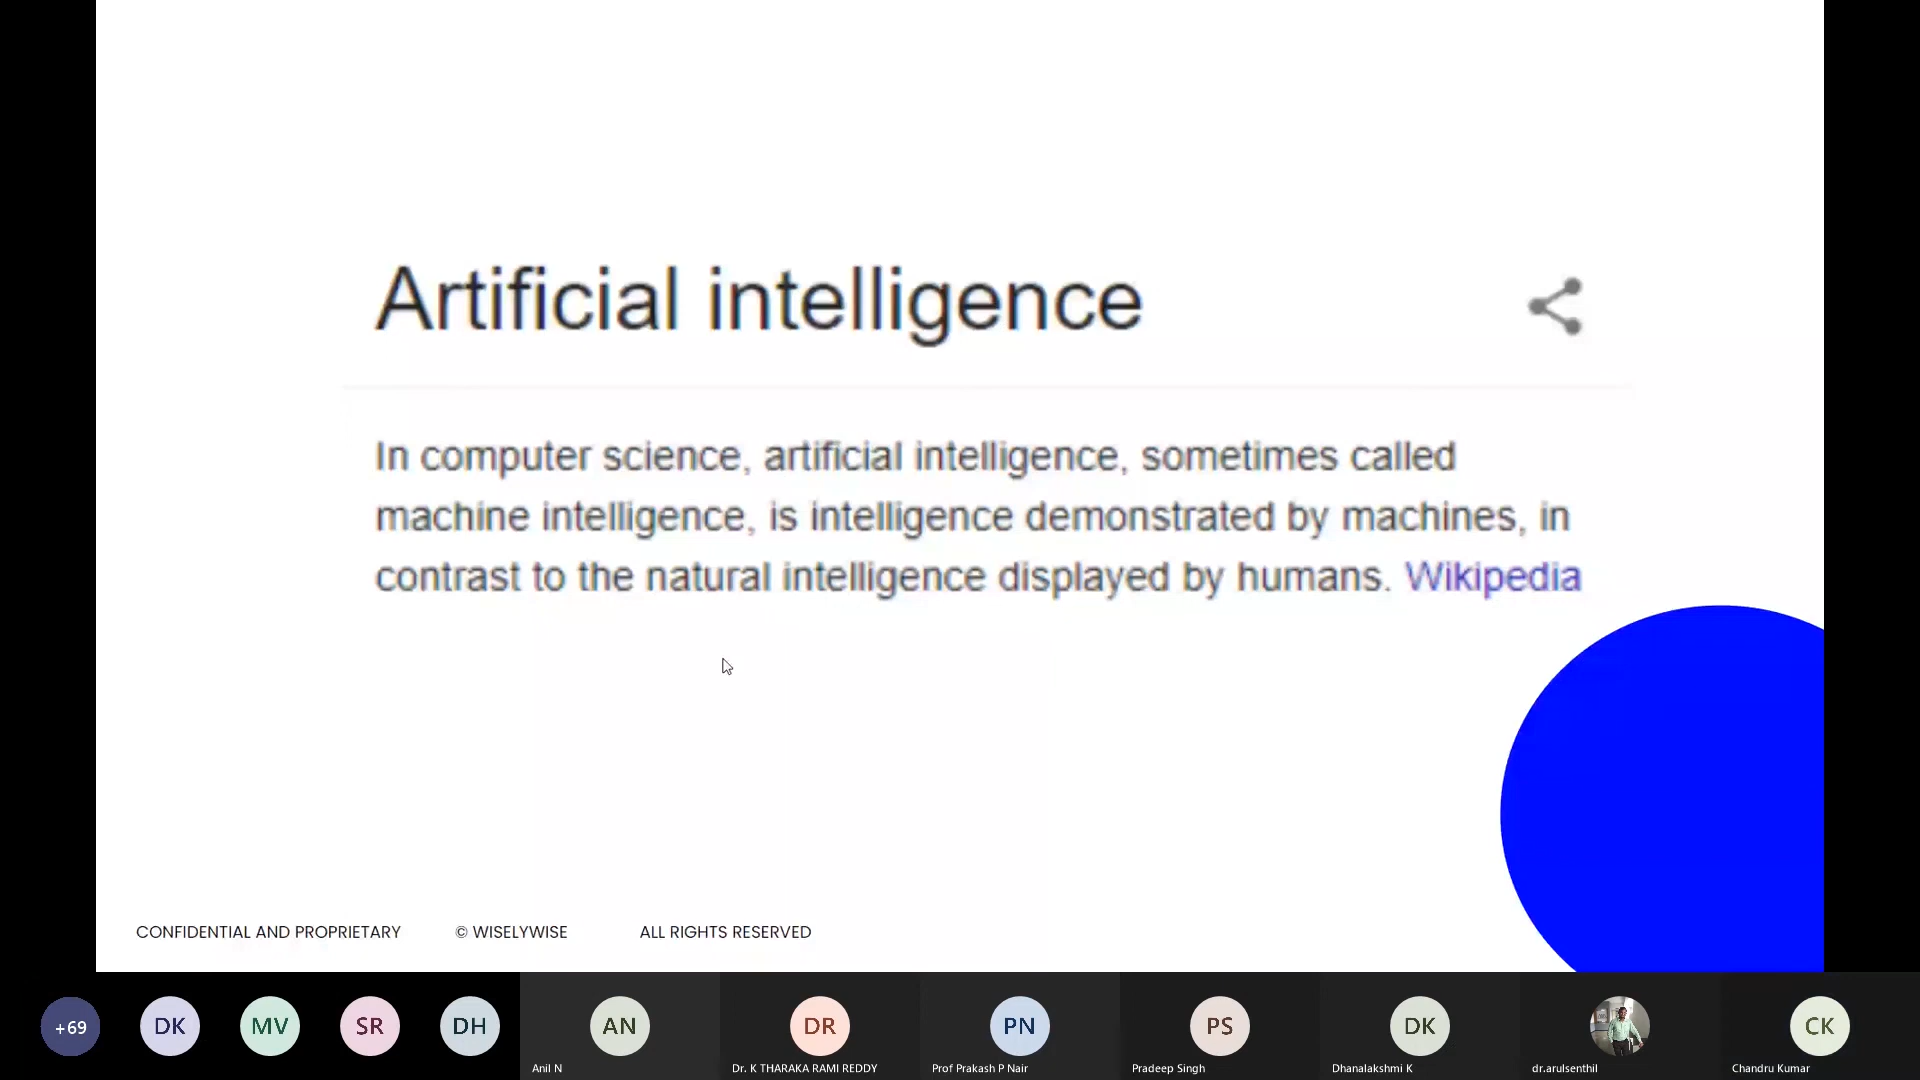 Artificial intelligence
In computer science, artificial intelligence, sometimes called
machine intelligence, is intelligence demonstrated by machines, in
contrast to the natural intelligence displayed by humans. Wikipedia
CONFIDENTIAL AND PROPRIETARY © WISELYWISE ALL RIGHTS RESERVED
+69 DK MV SR DH AN DR PN PS DK CK
Anil N Dr. K THARAKA RAMI REDDY Prof Prakash P Nair Pradeep Singh Dhanalakshmi K dr.arulsenthil Chandru Kumar